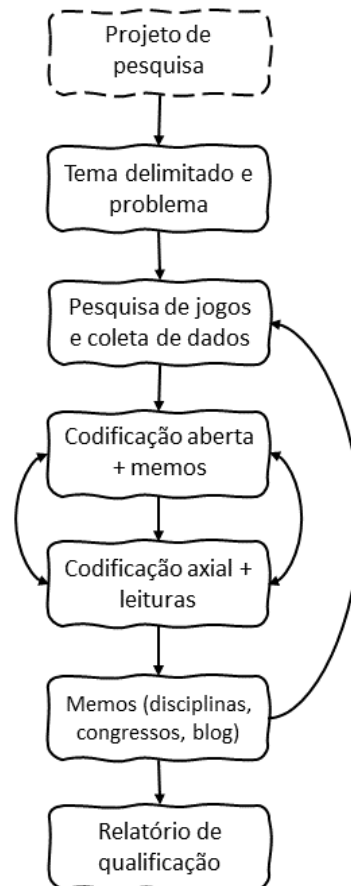 Projeto de
pesquisa
Tema delimitado e
problema
Pesquisa de jogos
e coleta de dados
Codificação aberta
+ memos
Codificação axial +
leituras
Memos (disciplinas,
congressos, blog)
Relatório de
qualificação